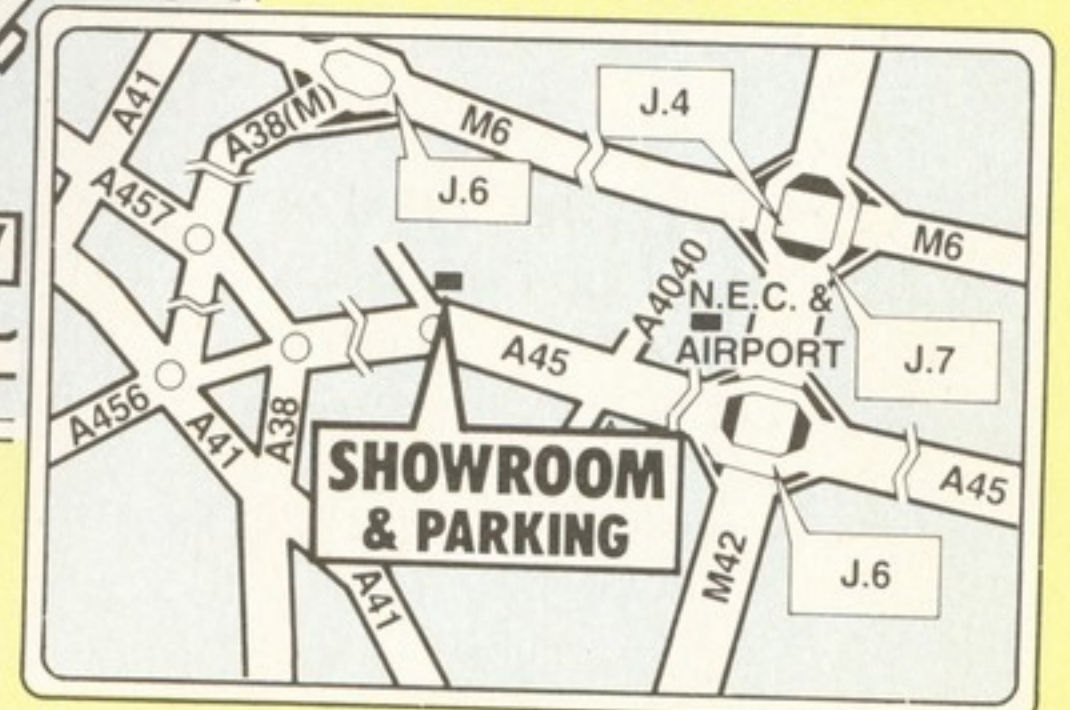 A41
A38(M)
M6
J.4
J.6
A457
M6
A4040
N.E.C. &
AIRPORT
J.7
A45
A456
A41
A38
SHOWROOM
& PARKING
A45
M42
J.6
A41